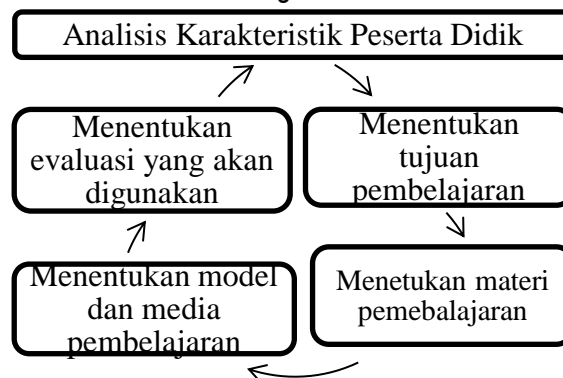 Analisis Karakteristik Peserta Didik
Menentukan
tujuan
pembelajaran
Menetukan materi
pemebalajaran
Menentukan model
dan media
pembelajaran
Menentukan
evaluasi yang akan
digunakan